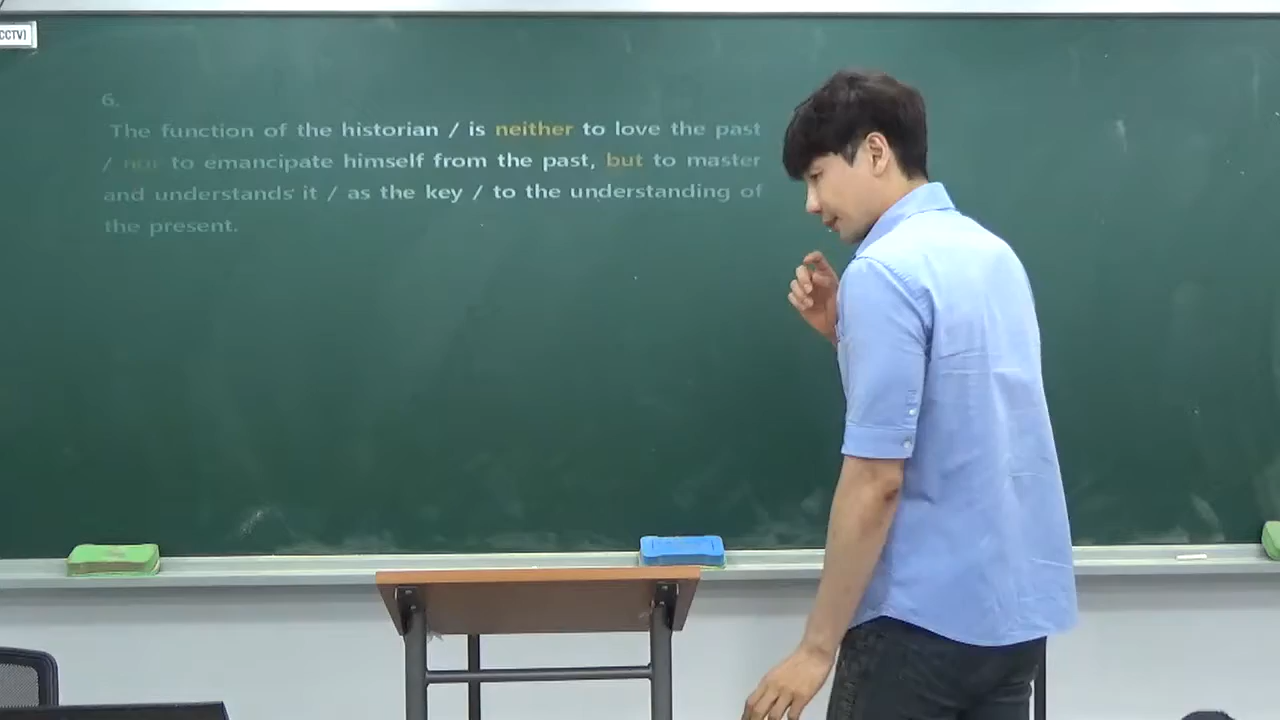 CCTV]
6.
The function of the historian / is neither to love the past
/ nor to emancipate himself from the past, but to master
and understands it / as the key / to the understanding of
the present.